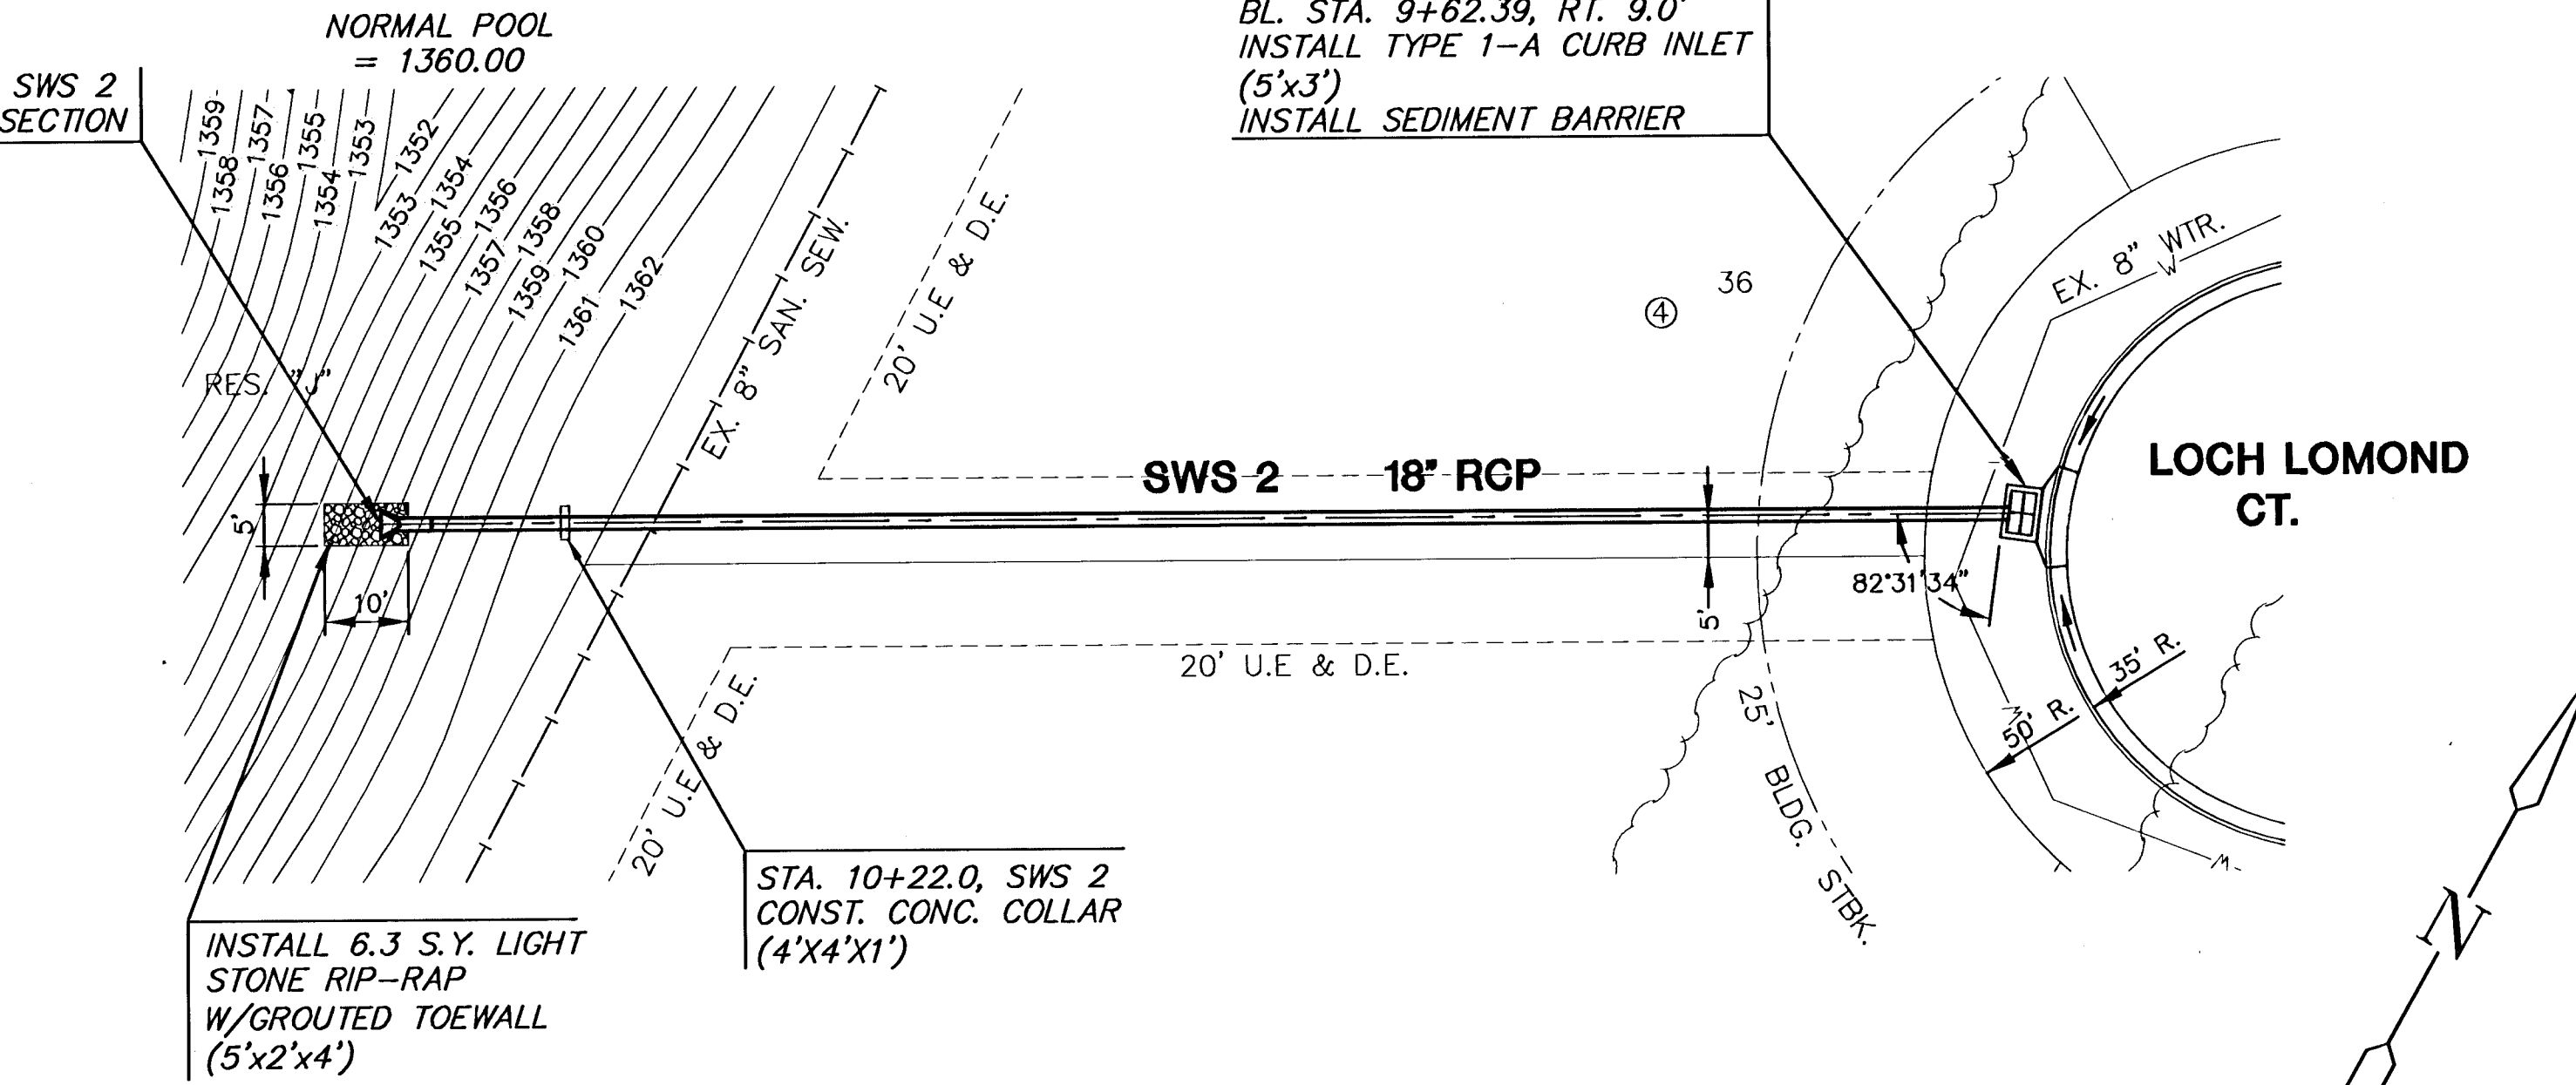 NORMAL POOL
= 1360.00
SWS 2
SECTION
BL. STA. 9+62.39, RT. 9.0'
INSTALL TYPE 1-A CURB INLET
(5'x3')
INSTALL SEDIMENT BARRIER
1359
1358
1357
1356
1355
1354
1353
1352
1353
1354
1355
1356
1357
1358
1359
1360
1361
1362
EX. 8" SAN. SEW.
20' U.E & D.E.
4
36
EX. 8" WTR.
W
RES. "J"
SWS 2 18" RCP
LOCH LOMOND
CT.
5'
10'
5'
82°31'34"
20' U.E & D.E.
20' U.E & D.E.
25' BLDG. STBK.
35' R.
50' R.
W
W
STA. 10+22.0, SWS 2
CONST. CONC. COLLAR
(4'X4'X1')
INSTALL 6.3 S.Y. LIGHT
STONE RIP-RAP
W/GROUTED TOEWALL
(5'x2'x4')
N